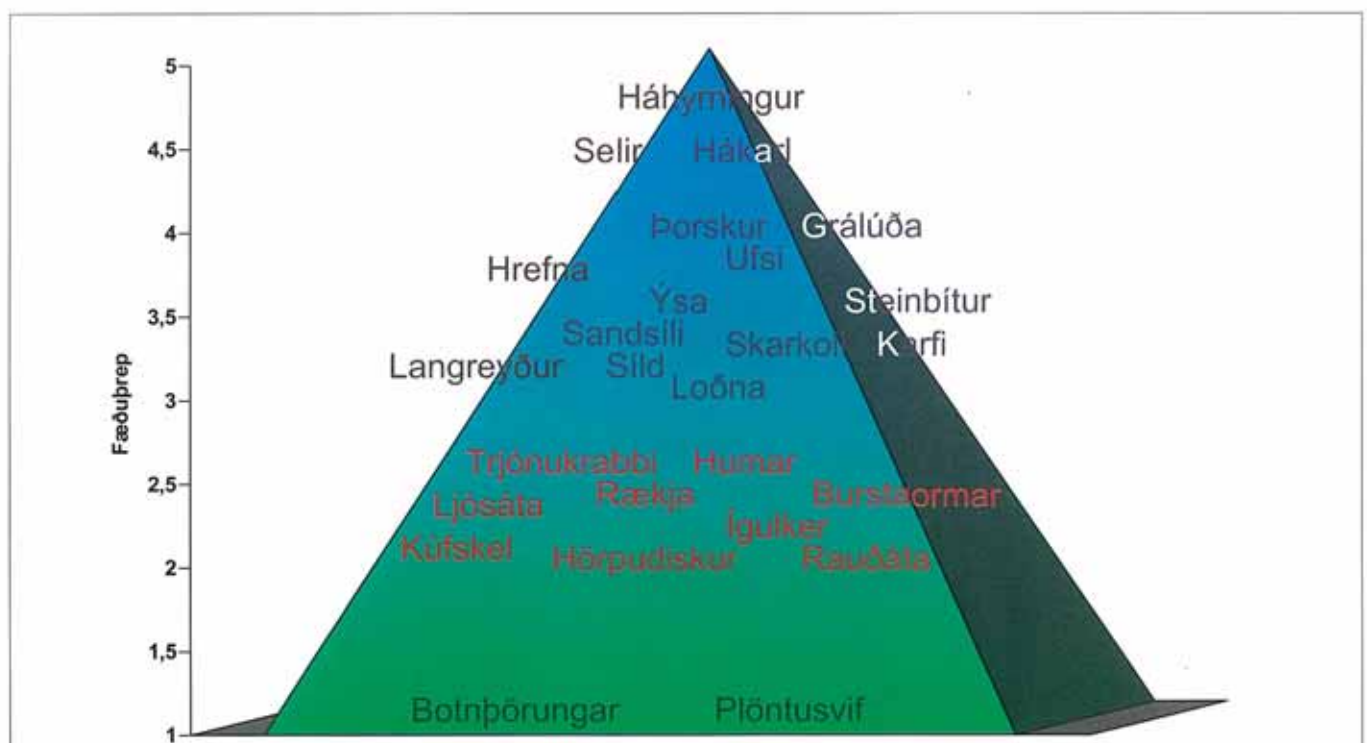 5
Háhyrningur
4,5
Selir Hákarl
4
Þorskur Grálúða
Ufsi
Hrefna
Ýsa Steinbítur
3,5
Sandsíli
Skarkoli Karfi
Langreyður Síld
Loðna
3
Fæðuþrep
Trjónukrabbi Humar
2,5
Rækja Burstaormar
Ljósáta
Ígulker
Kúfskel
2
Hörpudiskur Rauðáta
1,5
Botnþörungar Plöntusvif
1